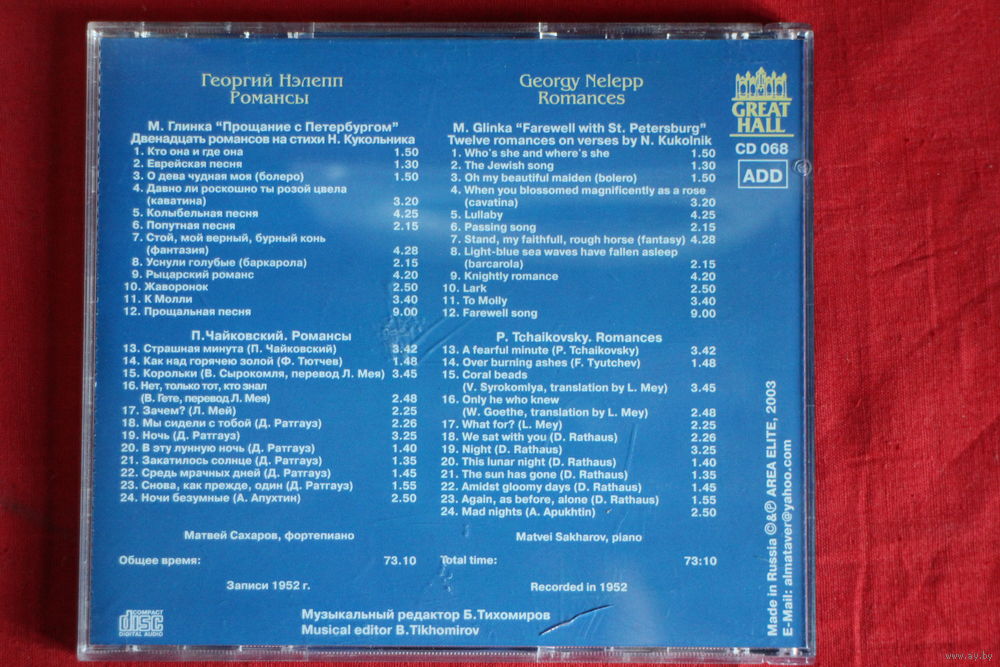 Георгий Нэлепп
Романсы
М. Глинка "Прощание с Петербургом"
Двенадцать романсов на стихи Н. Кукольника
1. Кто она и где она 1.50
2. Еврейская песня 1.30
3. О дева чудная моя (болеро) 1.50
4. Давно ли роскошно ты розой цвела
(каватина) 3.20
5. Колыбельная песня 4.25
6. Попутная песня 2.15
7. Стой, мой верный, бурный конь
(фантазия) 4.28
8. Уснули голубые (баркарола) 2.15
9. Рыцарский романс 4.20
10. Жаворонок 2.50
11. К Молли 3.40
12. Прощальная песня 9.00
П.Чайковский. Романсы
13. Страшная минута (П. Чайковский) 3.42
14. Как над горячею золой (Ф. Тютчев) 1.48
15. Корольки (В. Сырокомля, перевод Л. Мея) 3.45
16. Нет, только тот, кто знал
(В. Гете, перевод Л. Мея) 2.48
17. Зачем? (Л. Мей) 2.25
18. Мы сидели с тобой (Д. Ратгауз) 2.26
19. Ночь (Д. Ратгауз) 3.25
20. В эту лунную ночь (Д. Ратгауз) 1.40
21. Закатилось солнце (Д. Ратгауз) 1.35
22. Средь мрачных дней (Д. Ратгауз) 1.45
23. Снова, как прежде, один (Д. Ратгауз) 1.55
24. Ночи безумные (А. Апухтин) 2.50
Матвей Сахаров, фортепиано
Общее время: 73.10
Записи 1952 г.
Georgy Nelepp
Romances
M. Glinka "Farewell with St. Petersburg"
Twelve romances on verses by N. Kukolnik
1. Who's she and where's she 1.50
2. The Jewish song 1.30
3. Oh my beautiful maiden (bolero) 1.50
4. When you blossomed magnificently as a rose
(cavatina) 3.20
5. Lullaby 4.25
6. Passing song 2.15
7. Stand, my faithfull, rough horse (fantasy) 4.28
8. Light-blue sea waves have fallen asleep
(barcarola) 2.15
9. Knightly romance 4.20
10. Lark 2.50
11. To Molly 3.40
12. Farewell song 9.00
P. Tchaikovsky. Romances
13. A fearful minute (P. Tchaikovsky) 3.42
14. Over burning ashes (F. Tyutchev) 1.48
15. Coral beads
(V. Syrokomlya, translation by L. Mey) 3.45
16. Only he who knew
(W. Goethe, translation by L. Mey) 2.48
17. What for? (L. Mey) 2.25
18. We sat with you (D. Rathaus) 2.26
19. Night (D. Rathaus) 3.25
20. This lunar night (D. Rathaus) 1.40
21. The sun has gone (D. Rathaus) 1.40
22. Amidst gloomy days (D. Rathaus) 1.45
23. Again, as before, alone (D. Rathaus) 1.55
24. Mad nights (A. Apukhtin) 2.50
Matvei Sakharov, piano
Total time: 73:10
Recorded in 1952
Музыкальный редактор Б.Тихомиров
Musical editor B.Tikhomirov
COMPACT
disc
DIGITAL AUDIO
GREAT
HALL
CD 068
ADD
Made in Russia ©&℗ AREA ELITE, 2003
E-Mail: almataver@yahoo.com
www.ay.by